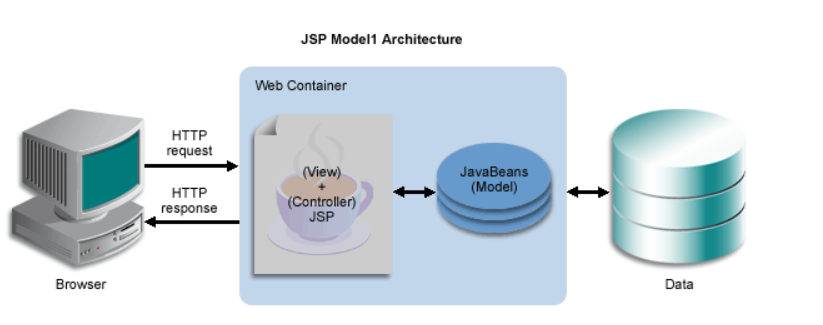 JSP Model1 Architecture
Web Container
HTTP
request
HTTP
response
(View)
+
(Controller)
JSP
JavaBeans
(Model)
Browser
Data